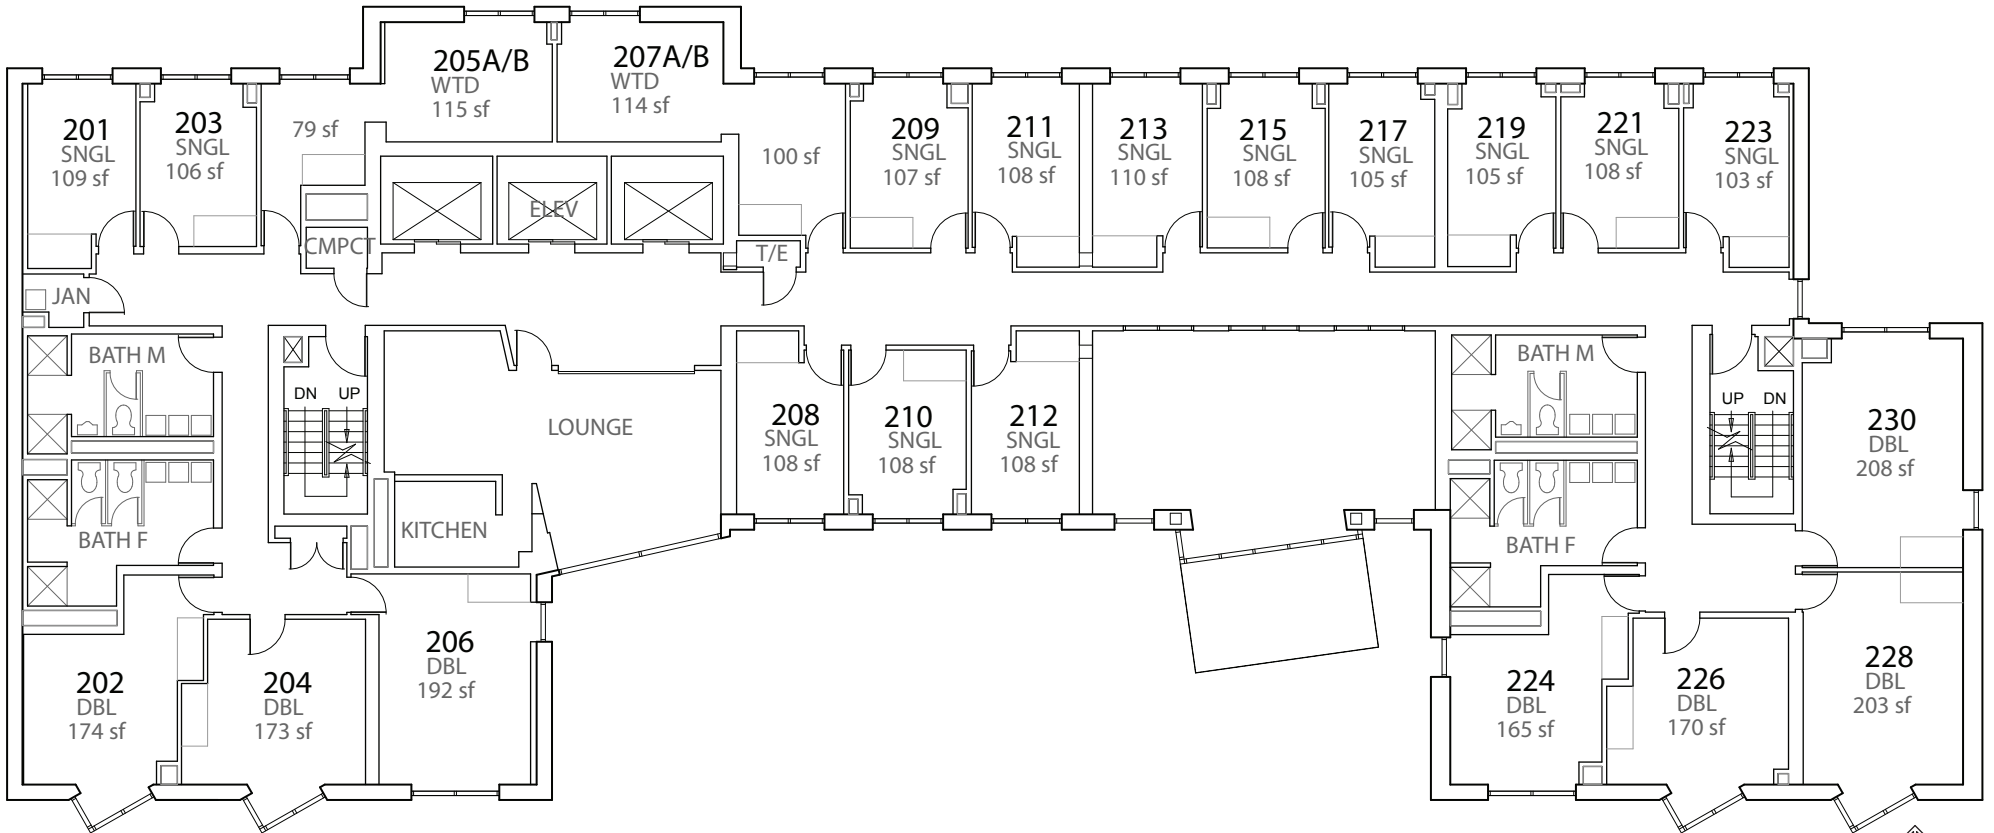 205A/B
WTD
115 sf
207A/B
WTD
114 sf
201
SNGL
109 sf
203
SNGL
106 sf
79 sf
100 sf
209
SNGL
107 sf
211
SNGL
108 sf
213
SNGL
110 sf
215
SNGL
108 sf
217
SNGL
105 sf
219
SNGL
105 sf
221
SNGL
108 sf
223
SNGL
103 sf
ELEV
CMPCT
T/E
JAN
BATH M
DN UP
LOUNGE
208
SNGL
108 sf
210
SNGL
108 sf
212
SNGL
108 sf
BATH M
UP DN
230
DBL
208 sf
BATH F
KITCHEN
BATH F
202
DBL
174 sf
204
DBL
173 sf
206
DBL
192 sf
224
DBL
165 sf
226
DBL
170 sf
228
DBL
203 sf